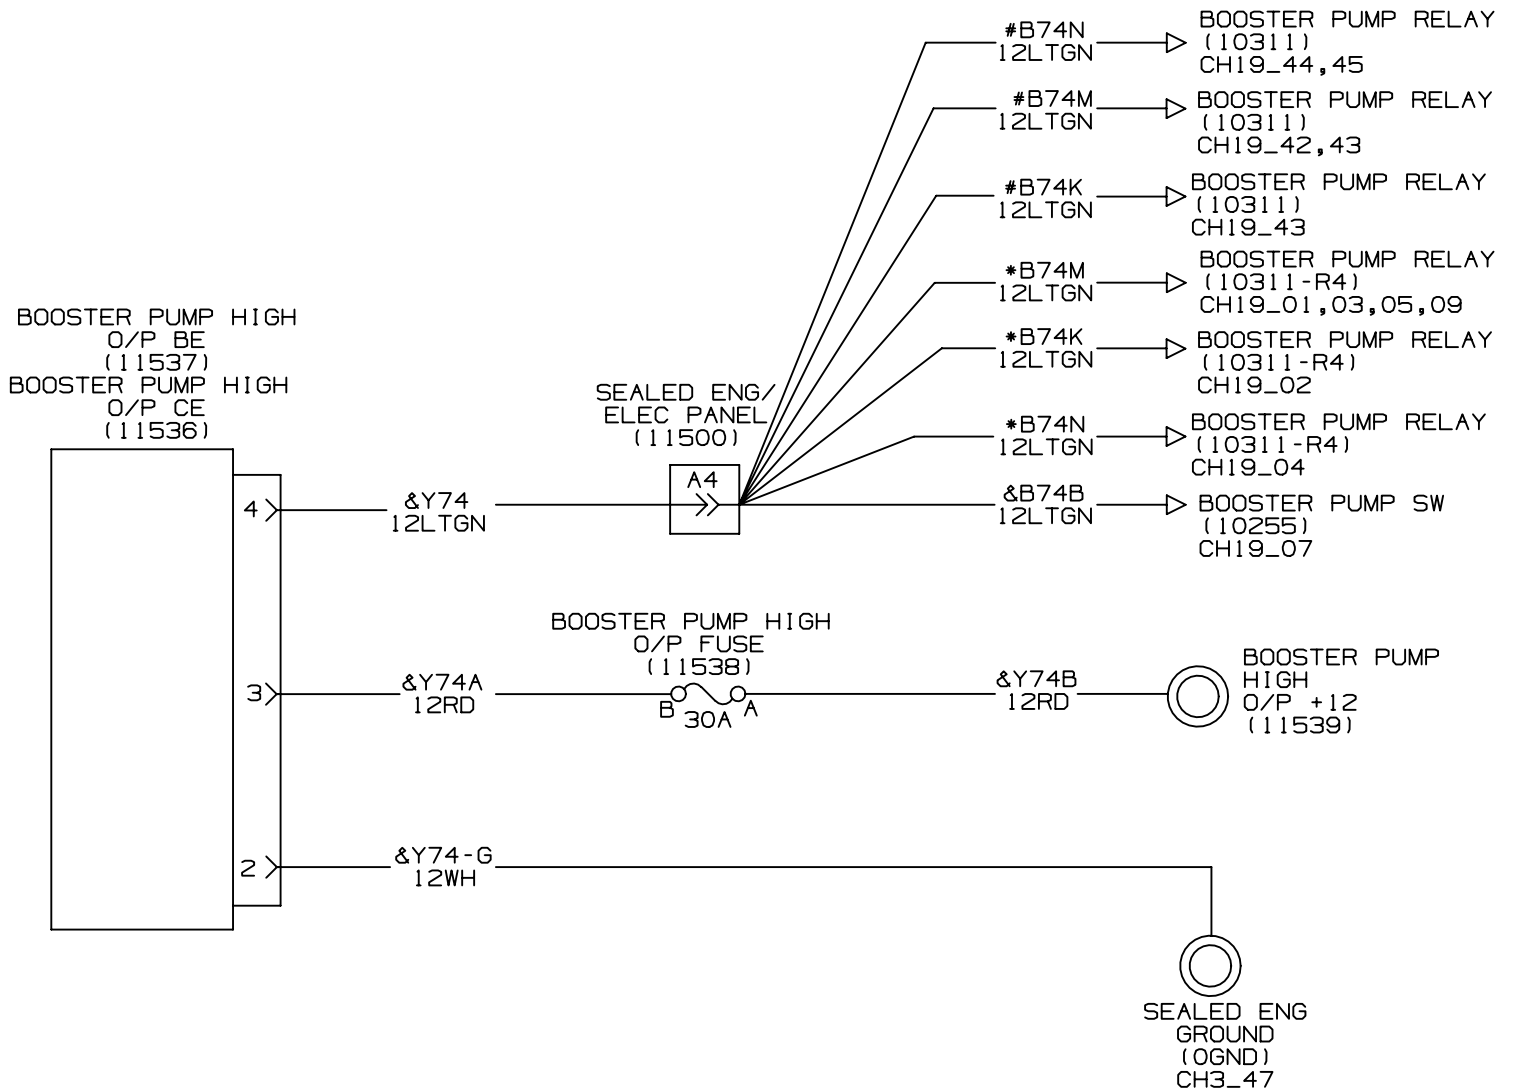 #B74N
12LTGN
BOOSTER PUMP RELAY
(10311)
CH19_44,45
#B74M
12LTGN
BOOSTER PUMP RELAY
(10311)
CH19_42,43
#B74K
12LTGN
BOOSTER PUMP RELAY
(10311)
CH19_43
*B74M
12LTGN
BOOSTER PUMP RELAY
(10311-R4)
CH19_01,03,05,09
*B74K
12LTGN
BOOSTER PUMP RELAY
(10311-R4)
CH19_02
*B74N
12LTGN
BOOSTER PUMP RELAY
(10311-R4)
CH19_04
&B74B
12LTGN
BOOSTER PUMP SW
(10255)
CH19_07
BOOSTER PUMP HIGH
O/P BE
(11537)
BOOSTER PUMP HIGH
O/P CE
(11536)
SEALED ENG/
ELEC PANEL
(11500)
A4
4
&Y74
12LTGN
BOOSTER PUMP HIGH
O/P FUSE
(11538)
3
&Y74A
12RD
B 30A A
&Y74B
12RD
BOOSTER PUMP
HIGH
O/P +12
(11539)
2
&Y74-G
12WH
SEALED ENG
GROUND
(0GND)
CH3_47